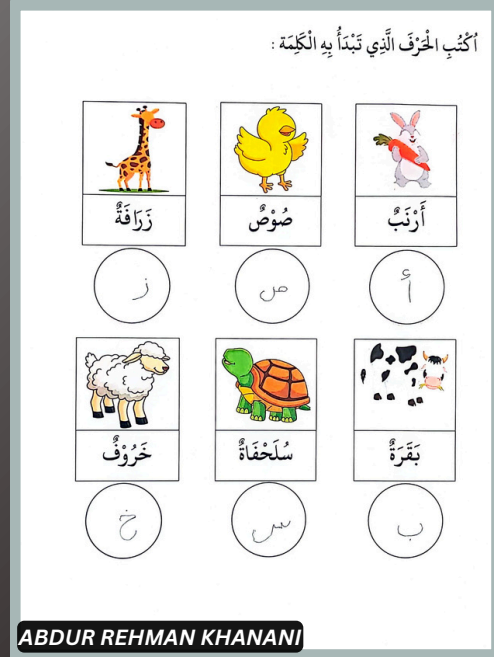 اُكْتُبِ الْحَرْفَ الَّذِي تَبْدَأُ بِهِ الْكَلِمَة :
أَرْنَبٌ صُوْصٌ زَرَافَةٌ
أ ص ز
بَقَرَةٌ سُلَحْفَاةٌ خَرُوْفٌ
ب س خ
ABDUR REHMAN KHANANI